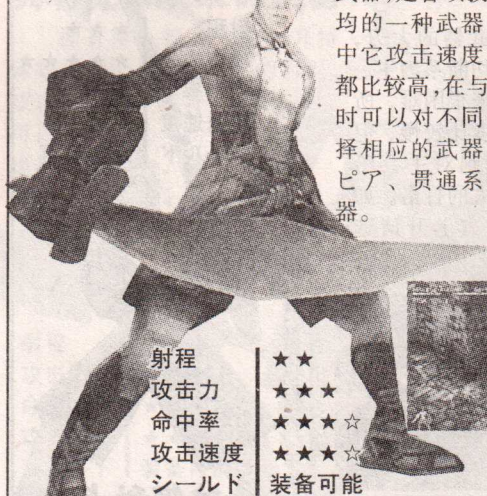 均的一种武器
中它攻击速度
都比较高,在与
时可以对不同
择相应的武器
ピア、贯通系
器。
射程 ★★
攻击力 ★★★
命中率 ★★★☆
攻击速度 ★★★☆
シールド 装备可能